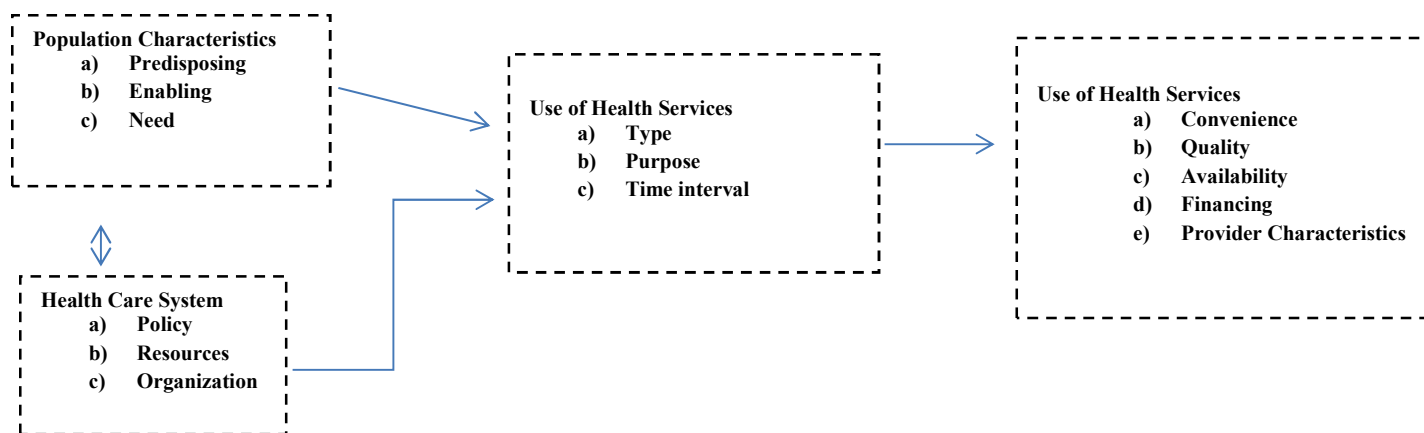 Population Characteristics
a) Predisposing
b) Enabling
c) Need
Health Care System
a) Policy
b) Resources
c) Organization
Use of Health Services
a) Type
b) Purpose
c) Time interval
Use of Health Services
a) Convenience
b) Quality
c) Availability
d) Financing
e) Provider Characteristics